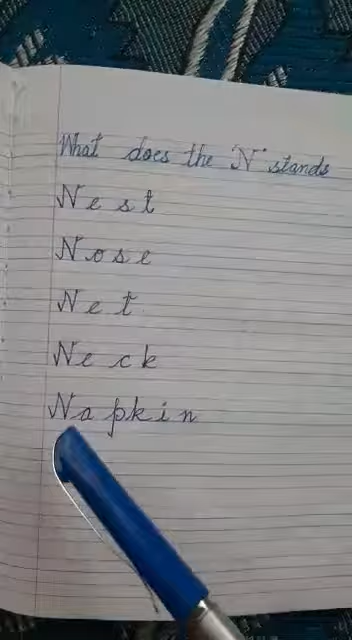 What does the "N" stands
Nest
Nose
Net
Neck
Napkin